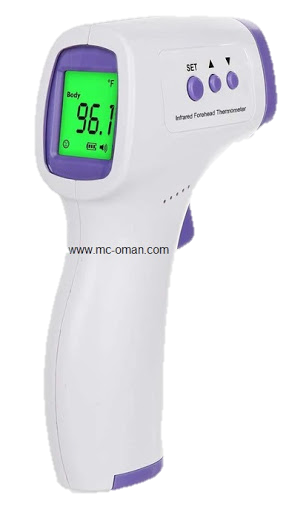 °F
Body
96.1
SET ▲ ▼
Infrared Forehead Thermometer
www.mc-oman.com